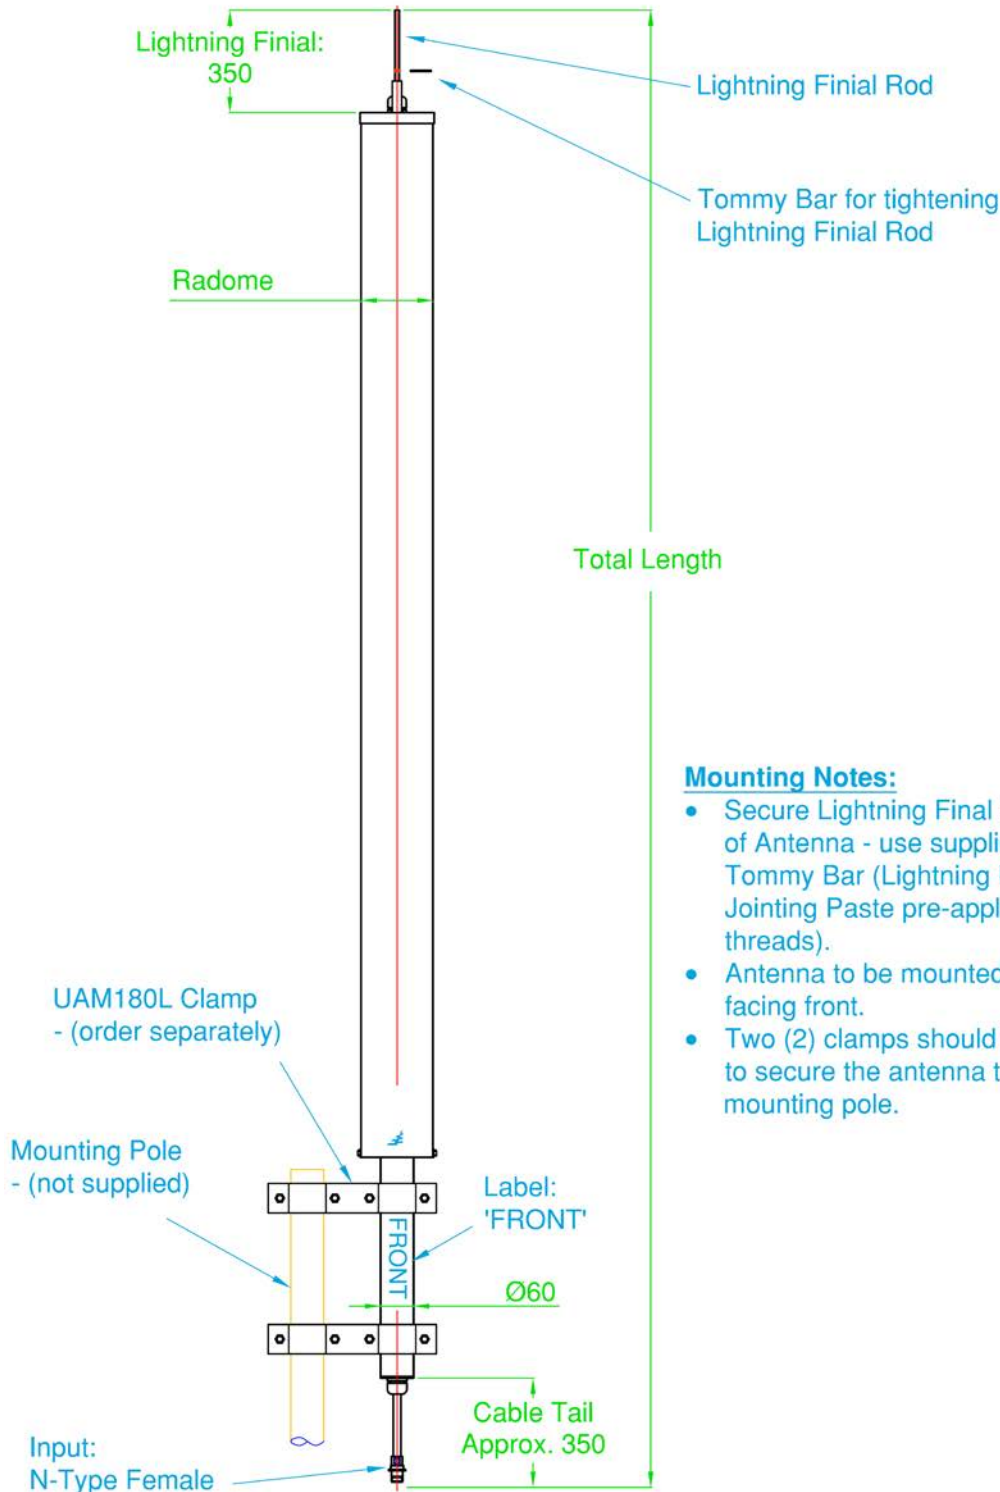 Lightning Finial:
350
Lightning Finial Rod
Tommy Bar for tightening
Lightning Finial Rod
Radome
Total Length
Mounting Notes:
• Secure Lightning Final
of Antenna - use suppli
Tommy Bar (Lightning
Jointing Paste pre-appl
threads).
• Antenna to be mounted
facing front.
• Two (2) clamps should
to secure the antenna t
mounting pole.
UAM180L Clamp
- (order separately)
Mounting Pole
- (not supplied)
Label:
'FRONT'
FRONT
Ø60
Cable Tail
Approx. 350
Input:
N-Type Female